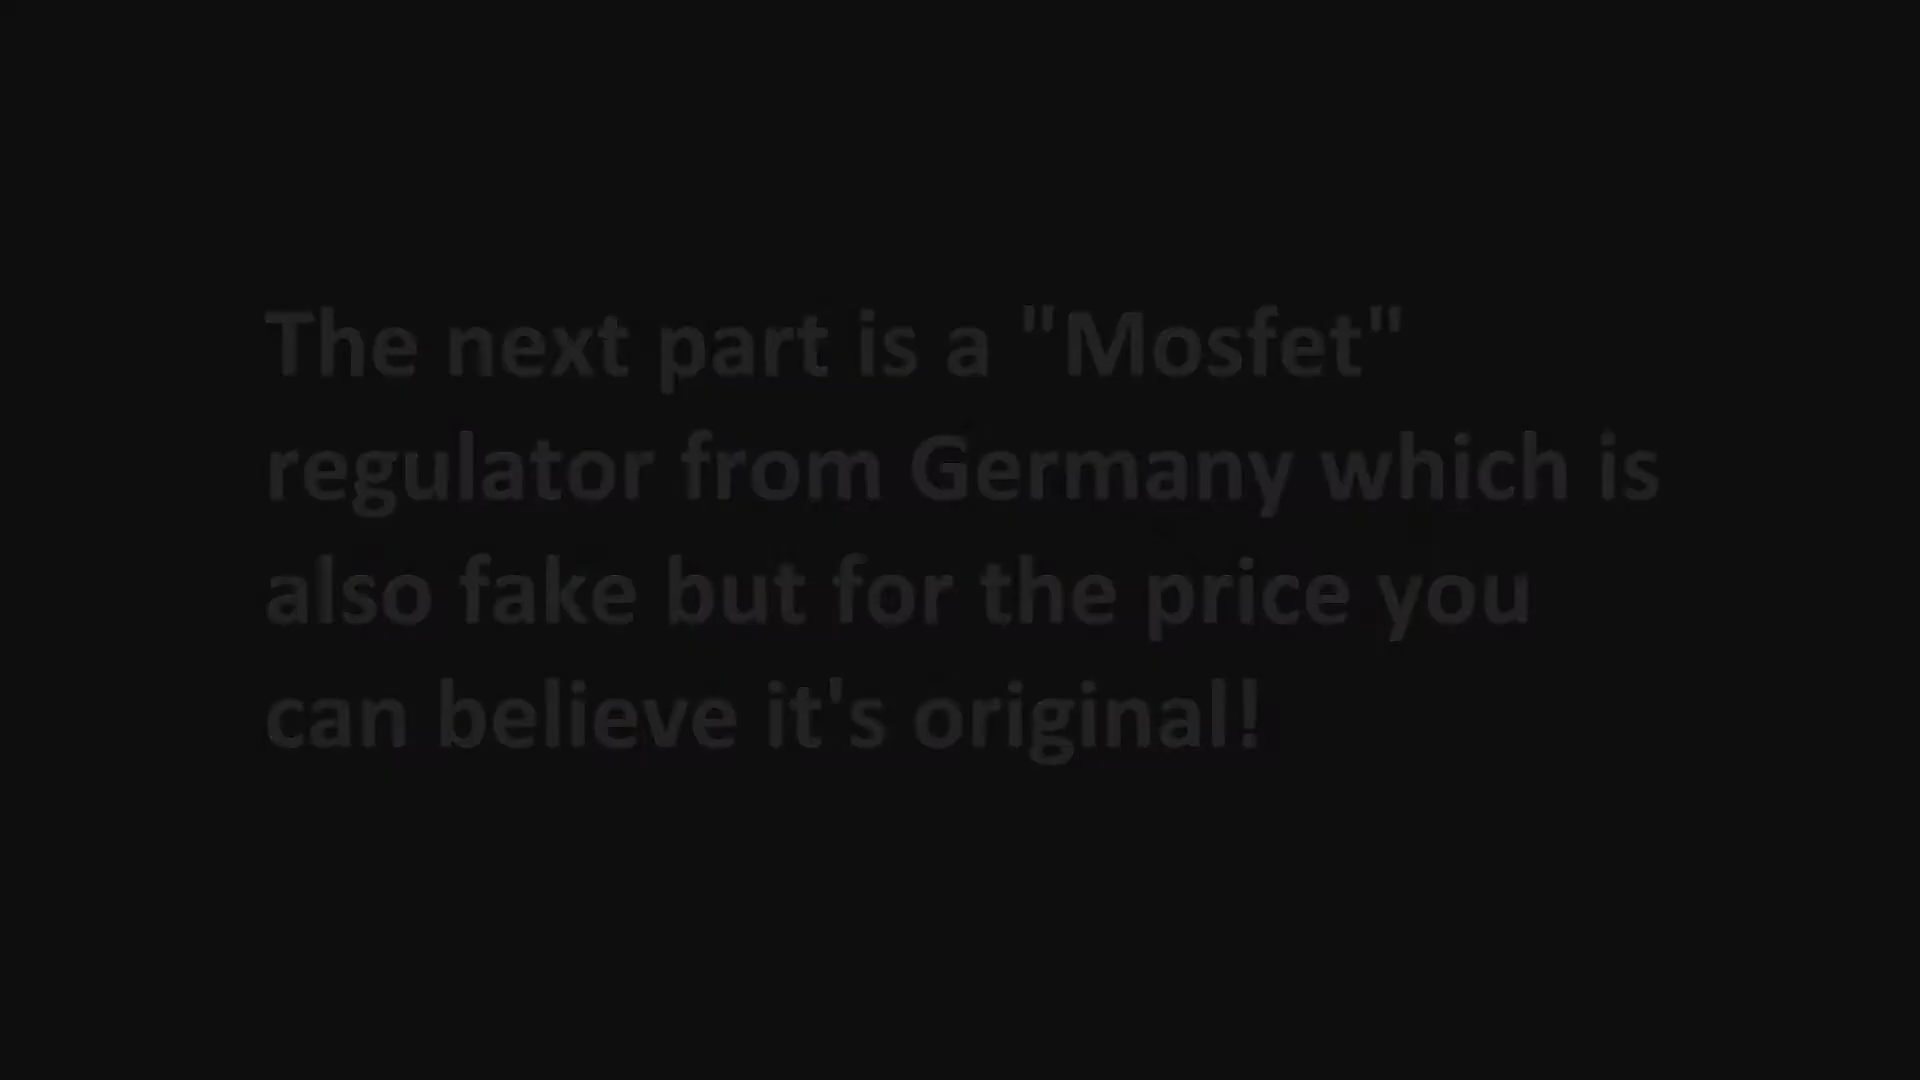 The next part is a "Mosfet"
regulator from Germany which is
also fake but for the price you
can believe it's original!